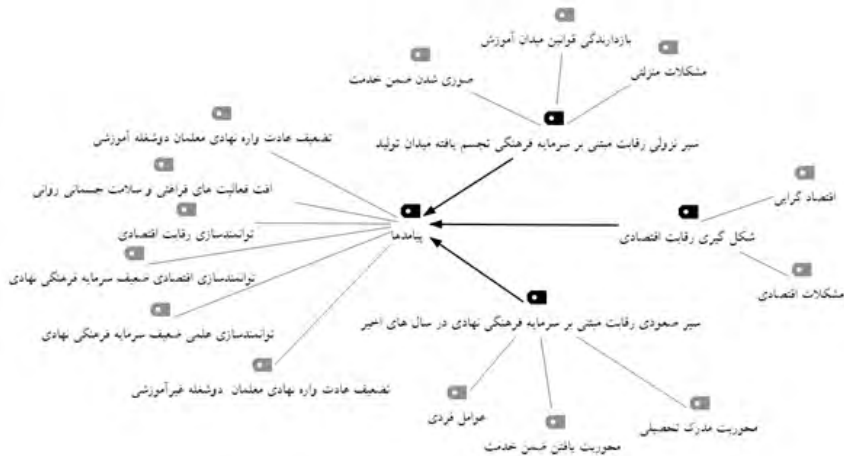 بازدارندگی قوانین میدان آموزش
صوری شدن ضمن خدمت
مشکلات منزلتی
سیر نزولی رقابت مبتنی بر سرمایه فرهنگی تجسم یافته میدان تولید
تضعیف عادت واره نهادی معلمان دوشغله آموزشی
افت فعالیت های فراغتی و سلامت جسمانی روانی
توانمندسازی رقابت اقتصادی
پیامدها
توانمندسازی اقتصادی ضعیف سرمایه فرهنگی نهادی
توانمندسازی علمی ضعیف سرمایه فرهنگی نهادی
تضعیف عادت واره نهادی معلمان دوشغله غیرآموزشی
اقتصاد گرایی
شکل گیری رقابت اقتصادی
مشکلات اقتصادی
سیر صعودی رقابت مبتنی بر سرمایه فرهنگی نهادی در سال های اخیر
عوامل فردی
محوریت یافتن ضمن خدمت
محوریت مدرک تحصیلی